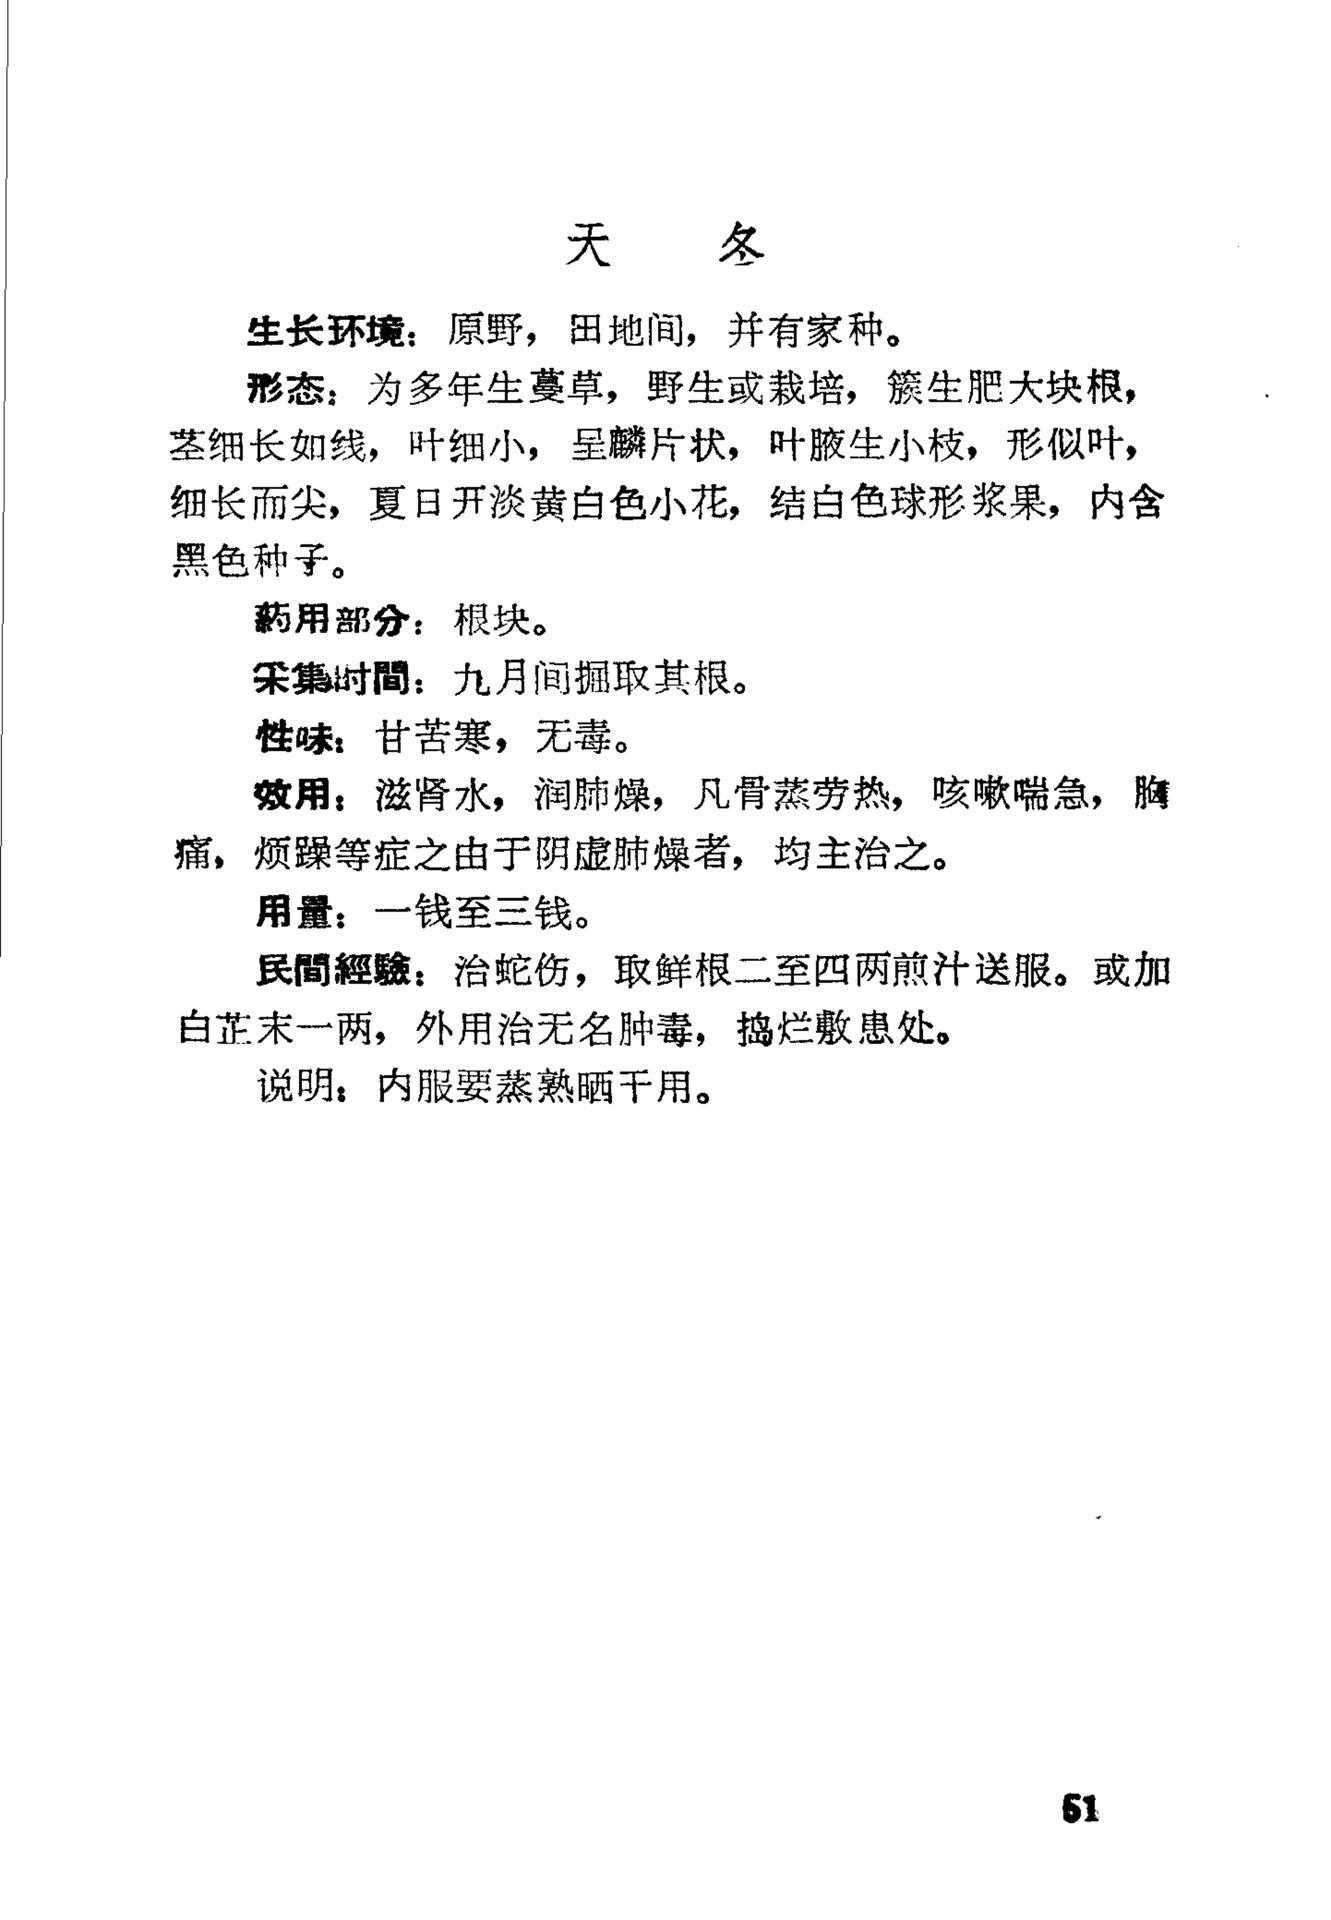 天　冬
生长环境：原野，田地间，并有家种。
形态：为多年生蔓草，野生或栽培，簇生肥大块根，
茎细长如线，叶细小，呈麟片状，叶腋生小枝，形似叶，
细长而尖，夏日开淡黄白色小花，结白色球形浆果，内含
黑色种子。
药用部分：根块。
采集时間：九月间掘取其根。
性味：甘苦寒，无毒。
效用：滋肾水，润肺燥，凡骨蒸劳热，咳嗽喘急，胸
痛，烦躁等症之由于阴虚肺燥者，均主治之。
用量：一钱至三钱。
民間經驗：治蛇伤，取鲜根二至四两煎汁送服。或加
白芷末一两，外用治无名肿毒，捣烂敷患处。
说明：内服要蒸熟晒干用。